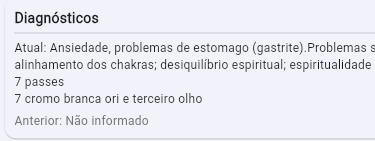 Diagnósticos
Atual: Ansiedade, problemas de estomago (gastrite).Problemas s
alinhamento dos chakras; desiquilíbrio espiritual; espiritualidade
7 passes
7 cromo branca ori e terceiro olho
Anterior: Não informado